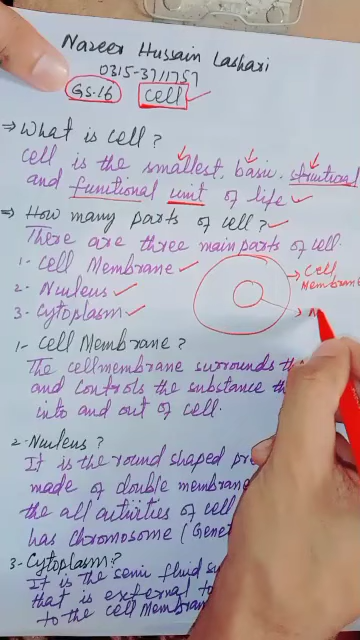 Nazeer Hussain Lashari
0315-3711757
GS-16 Cell
⇒ What is cell?
Cell is the smallest, basic, structional
and functional unit of life
⇒ How many parts of cell?
There are three main parts of cell.
1- Cell Membrane
2- Nucleus
3- Cytoplasm
Cell
Membrane
N
1- Cell Membrane?
The cell membrane surrounds
and controls the substance
into and out of cell.
2- Nucleus?
It is the round shaped
made of double membrane
the all activities of cell
has chromosome (Genet
3- Cytoplasm?
It is the semi fluid
that is external to
to the cell Membran